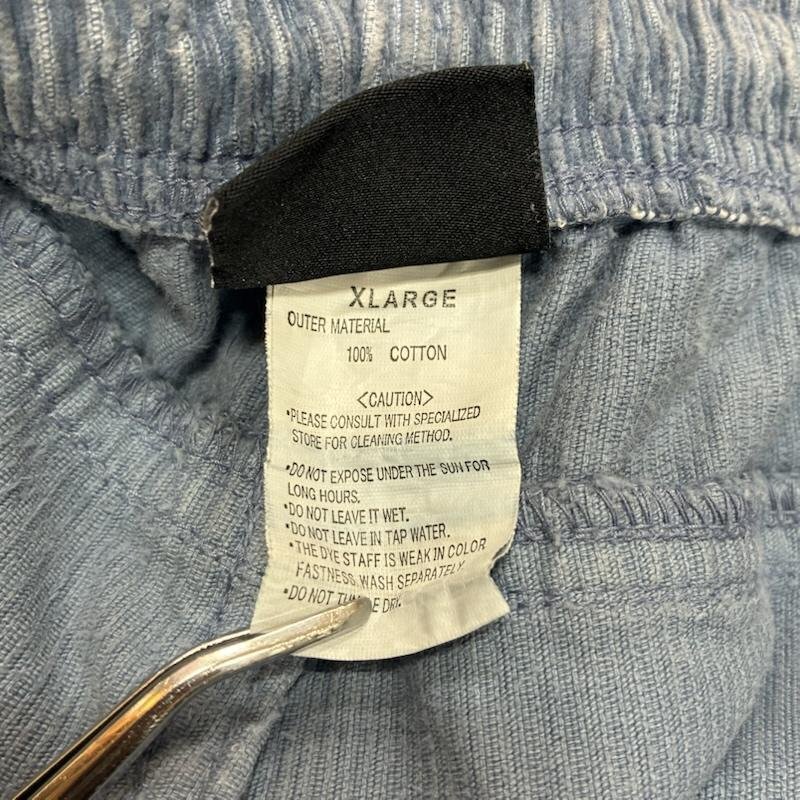 XLARGE
OUTER MATERIAL
100% COTTON
<CAUTION>
•PLEASE CONSULT WITH SPECIALIZED
STORE FOR CLEANING METHOD.
•DO NOT EXPOSE UNDER THE SUN FOR
LONG HOURS.
•DO NOT LEAVE IT WET.
•DO NOT LEAVE IN TAP WATER.
•THE DYE STAFF IS WEAK IN COLOR
FASTNESS, WASH SEPARATELY.
•DO NOT